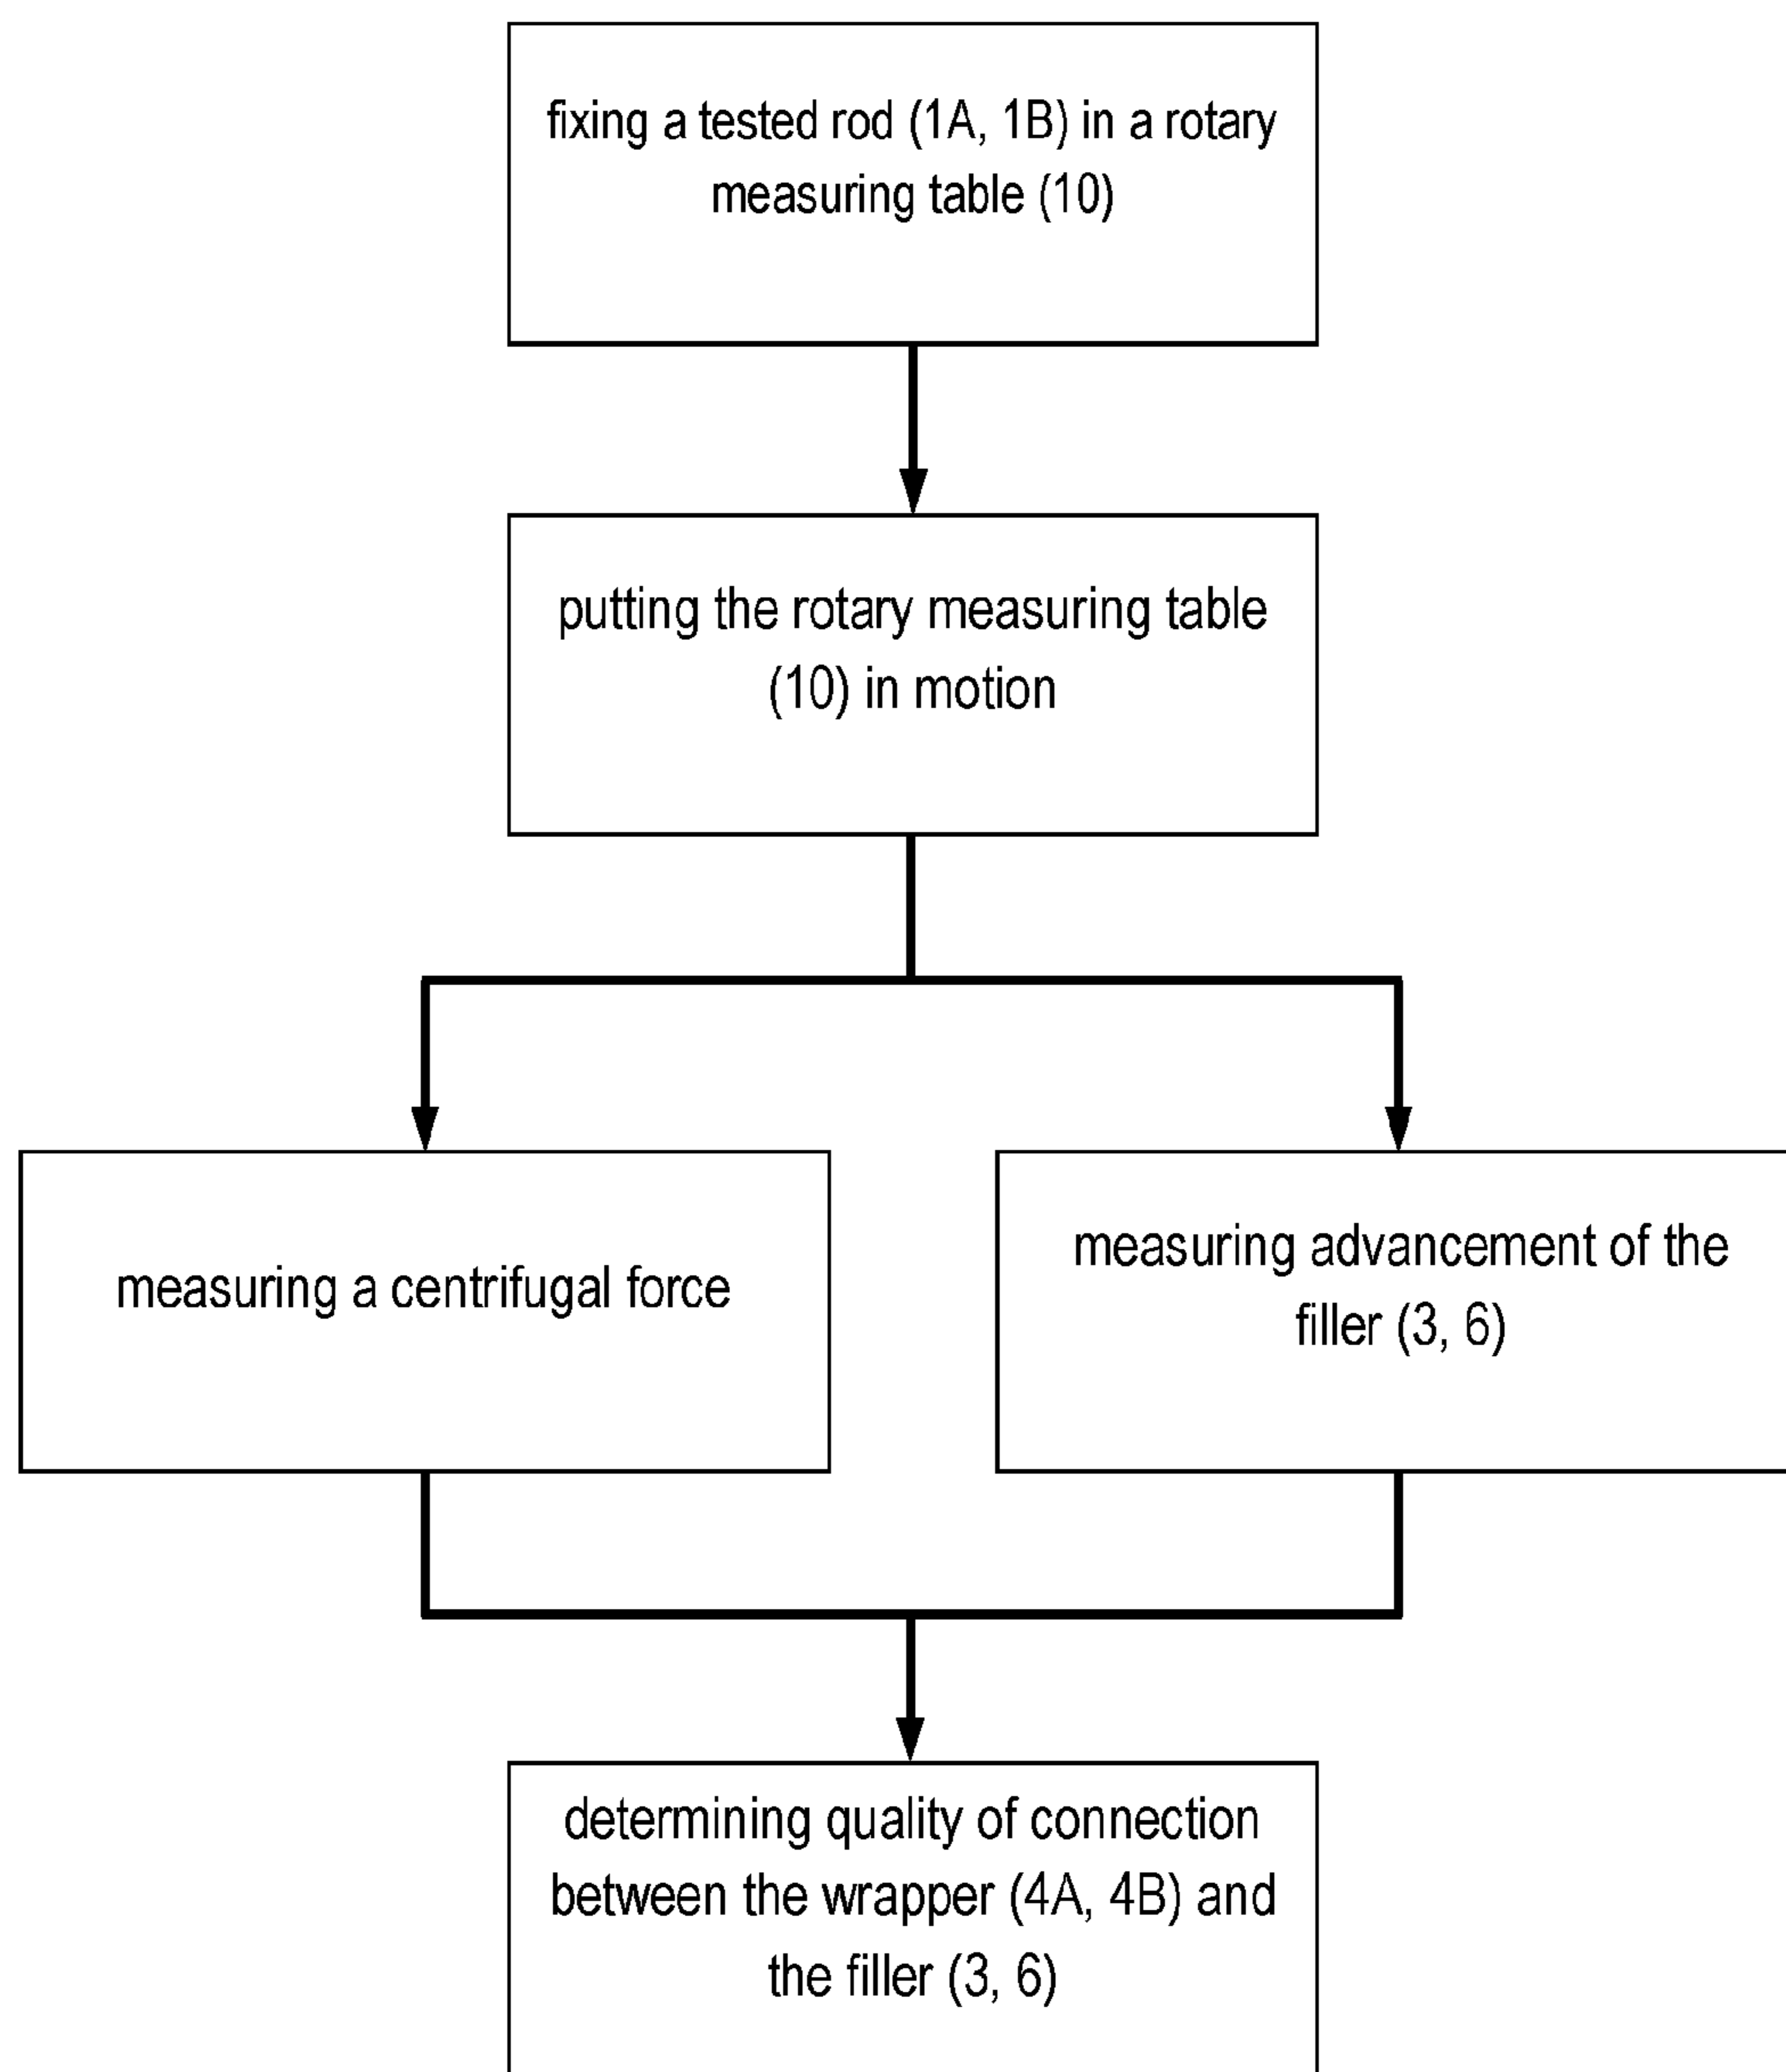 fixing a tested rod (1A, 1B) in a rotary
measuring table (10)
putting the rotary measuring table
(10) in motion
measuring a centrifugal force
measuring advancement of the
filler (3, 6)
determining quality of connection
between the wrapper (4A, 4B) and
the filler (3, 6)